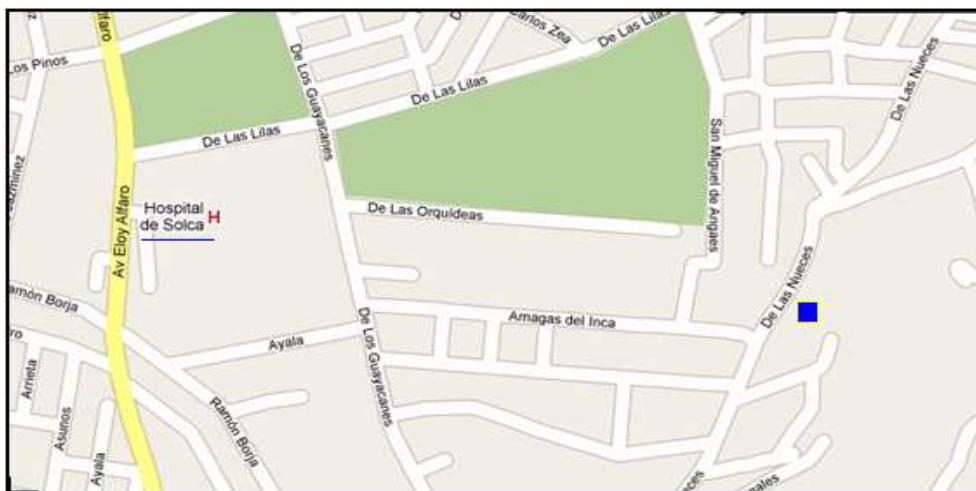 Alfaro
Carlos Zea
De Las Lilas
De Las Nueces
Los Pinos
De Los Guayacanes
De Las Lilas
De Las Lilas
San Miguel de Angaes
Hospital
de Solca H
De Las Orquídeas
Av Eloy Alfaro
De Las Nueces
Ramón Borja
Amagas del Inca
Ayala
De Los Guayacanes
Arrieta
Asunos
Ramón Borja
Ayala